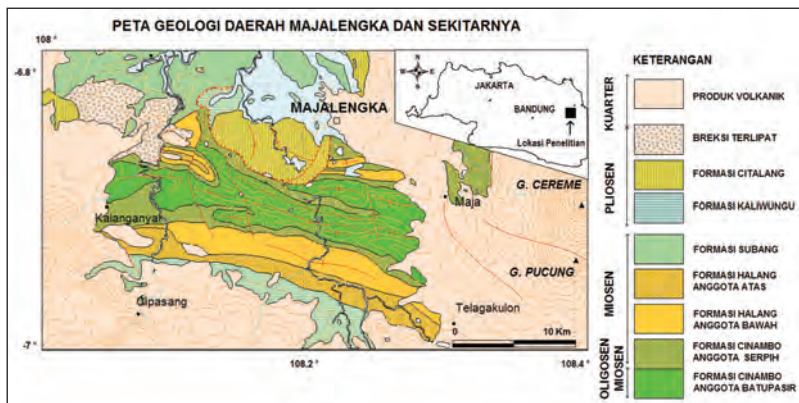 PETA GEOLOGI DAERAH MAJALENGKA DAN SEKITARNYA
108 °
-6.8 °
MAJALENGKA
G. CEREME
Maja
Kalanganyar
G. PUCUNG
Cipasang
Telagakulon
10 Km
-7 °
108.2 °
108.4 °
N
W
E
S
JAKARTA
BANDUNG
Lokasi Penelitian
KETERANGAN
KUARTER
PRODUK VOLKANIK
BREKSI TERLIPAT
PLIOSEN
FORMASI CITALANG
FORMASI KALIWUNGU
MIOSEN
FORMASI SUBANG
FORMASI HALANG
ANGGOTA ATAS
FORMASI HALANG
ANGGOTA BAWAH
OLIGOSEN
MIOSEN
FORMASI CINAMBO
ANGGOTA SERPIH
FORMASI CINAMBO
ANGGOTA BATUPASIR